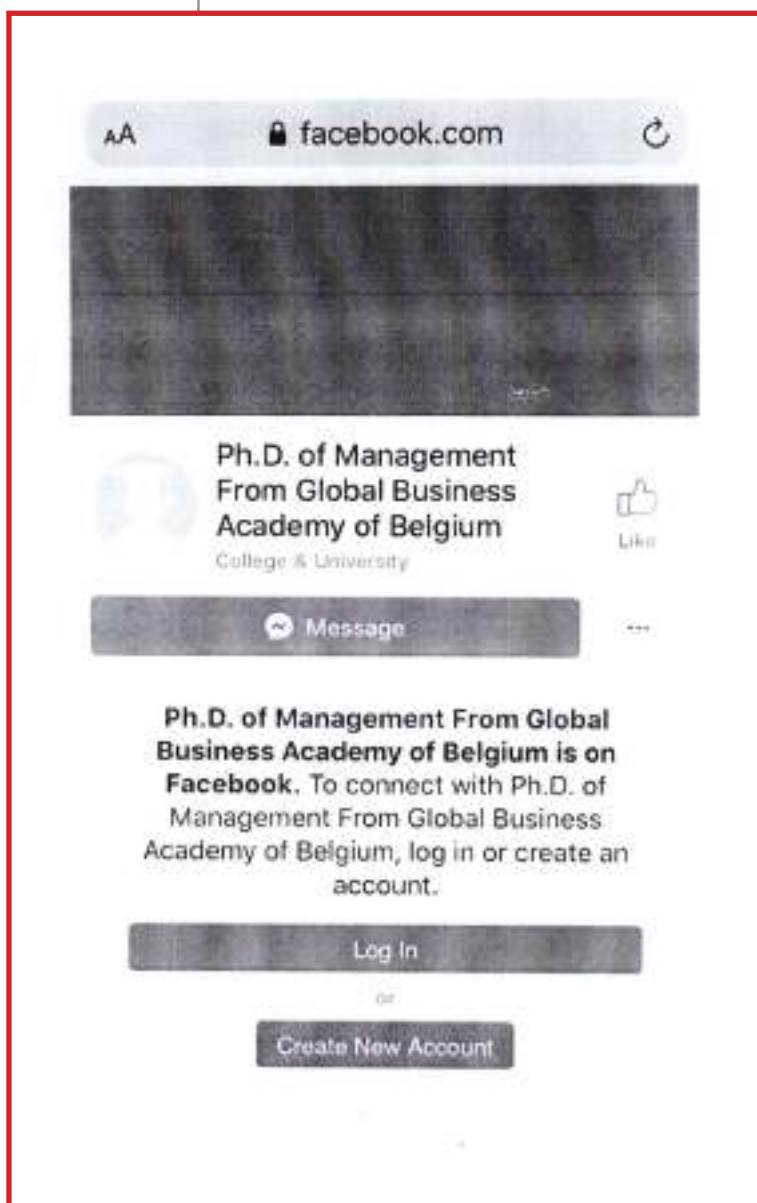 AA facebook.com
Ph.D. of Management
From Global Business
Academy of Belgium
College & University
Like
Message
Ph.D. of Management From Global
Business Academy of Belgium is on
Facebook. To connect with Ph.D. of
Management From Global Business
Academy of Belgium, log in or create an
account.
Log In
or
Create New Account